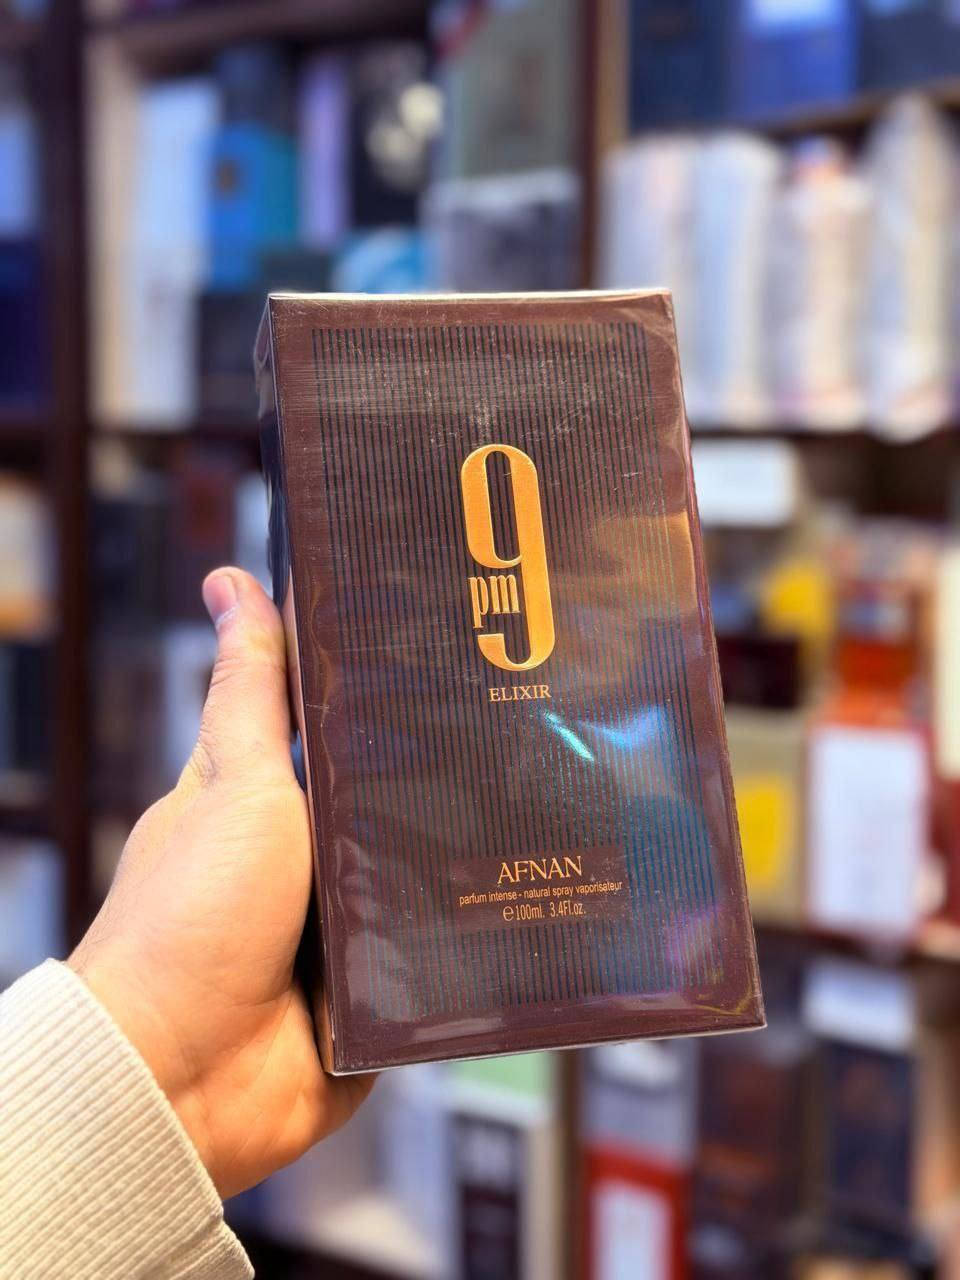 9
pm
ELIXIR
AFNAN
parfum intense - natural spray vaporisateur
℮100ml. 3.4Fl.oz.